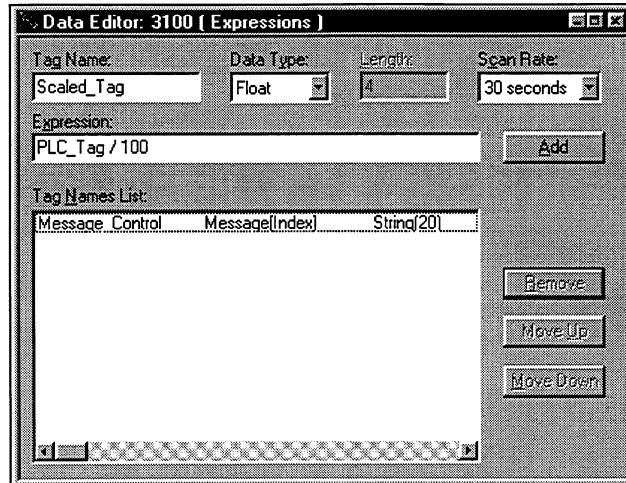 Data Editor: 3100 ( Expressions )
Tag Name: Data Type: Length: Scan Rate:
Scaled_Tag Float 4 30 seconds
Expression:
PLC_Tag / 100 Add
Tag Names List:
Message_Control Message[Index] String[20]
Remove
Move Up
Move Down